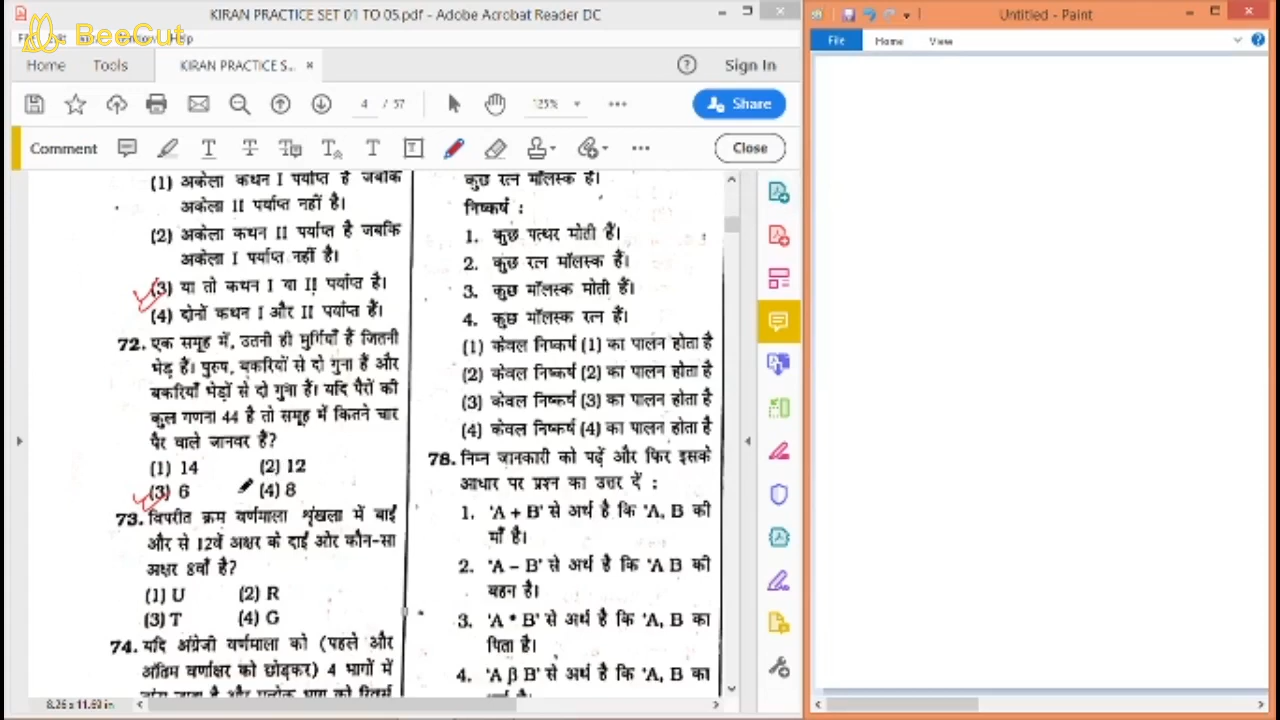 KIRAN PRACTICE SET 01 TO 05.pdf - Adobe Acrobat Reader DC
BeeCut
Help
Home Tools KIRAN PRACTICE S... × Sign In
4 / 57 125% Share
Comment Close
(1) अकेला कथन I पर्याप्त है जबकि
अकेला II पर्याप्त नहीं है।
(2) अकेला कथन II पर्याप्त है जबकि
अकेला I पर्याप्त नहीं है।
(3) या तो कथन I या II पर्याप्त है।
(4) दोनों कथन I और II पर्याप्त हैं।
72. एक समूह में, उतनी ही मुर्गियाँ हैं जितनी
भेड़ हैं। पुरुष, बकरियों से दो गुना हैं और
बकरियाँ भेड़ों से दो गुना हैं। यदि पैरों की
कुल गणना 44 है तो समूह में कितने चार
पैर वाले जानवर हैं?
(1) 14 (2) 12
(3) 6 (4) 8
73. विपरीत क्रम वर्णमाला श्रृंखला में बाईं
और से 12वें अक्षर के दाईं ओर कौन-सा
अक्षर 8वाँ है?
(1) U (2) R
(3) T (4) G
74. यदि अंग्रेजी वर्णमाला को (पहले और
अंतिम वर्णाक्षर को छोड़कर) 4 भागों में
कुछ रत्न मॉलस्क हैं।
निष्कर्ष :
1. कुछ पत्थर मोती हैं।
2. कुछ रत्न मॉलस्क हैं।
3. कुछ मॉलस्क मोती हैं।
4. कुछ मॉलस्क रत्न हैं।
(1) केवल निष्कर्ष (1) का पालन होता है
(2) केवल निष्कर्ष (2) का पालन होता है
(3) केवल निष्कर्ष (3) का पालन होता है
(4) केवल निष्कर्ष (4) का पालन होता है
78. निम्न जानकारी को पढ़ें और फिर इसके
आधार पर प्रश्न का उत्तर दें :
1. 'A + B' से अर्थ है कि 'A, B की
माँ है।
2. 'A – B' से अर्थ है कि 'A B की
बहन है।
3. 'A * B' से अर्थ है कि 'A, B का
पिता है।
4. 'A β B' से अर्थ है कि 'A, B का
8.26 x 11.69 in
Untitled - Paint
File Home View